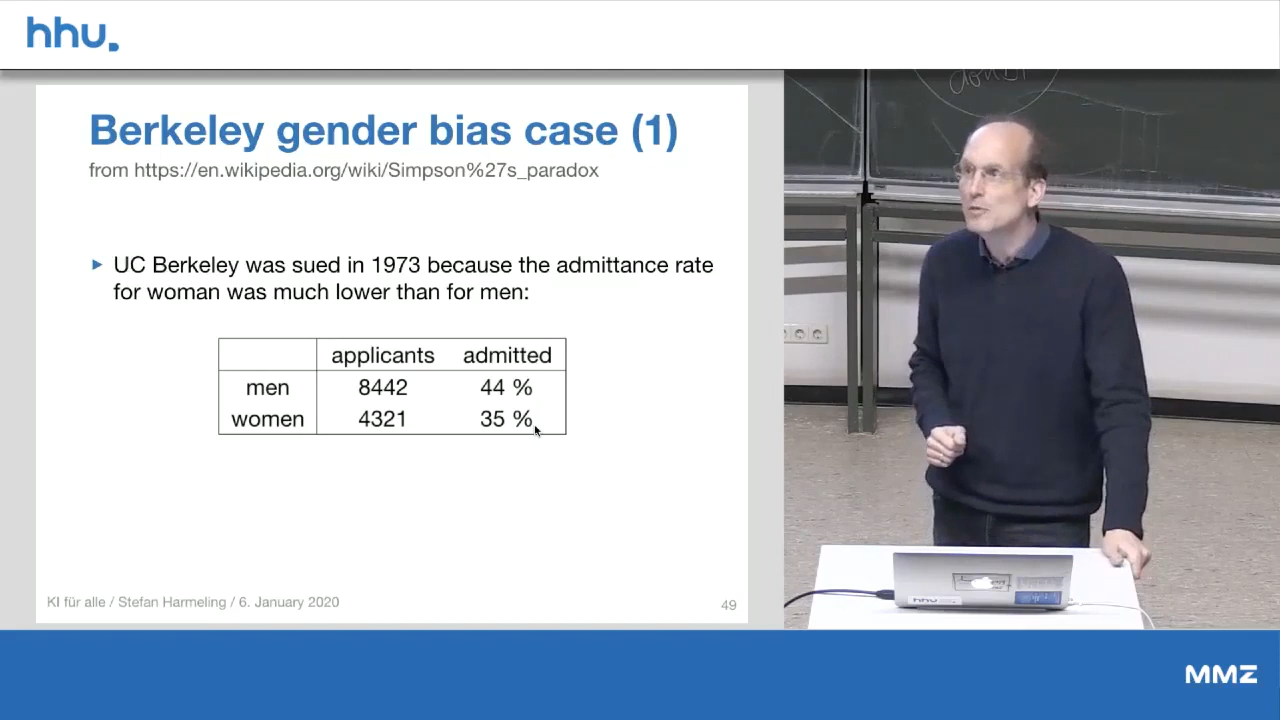 hhu.
Berkeley gender bias case (1)
from https://en.wikipedia.org/wiki/Simpson%27s_paradox
UC Berkeley was sued in 1973 because the admittance rate
for woman was much lower than for men:
applicants admitted
men 8442 44 %
women 4321 35 %
KI für alle / Stefan Harmeling / 6. January 2020
49
hhu
MMZ